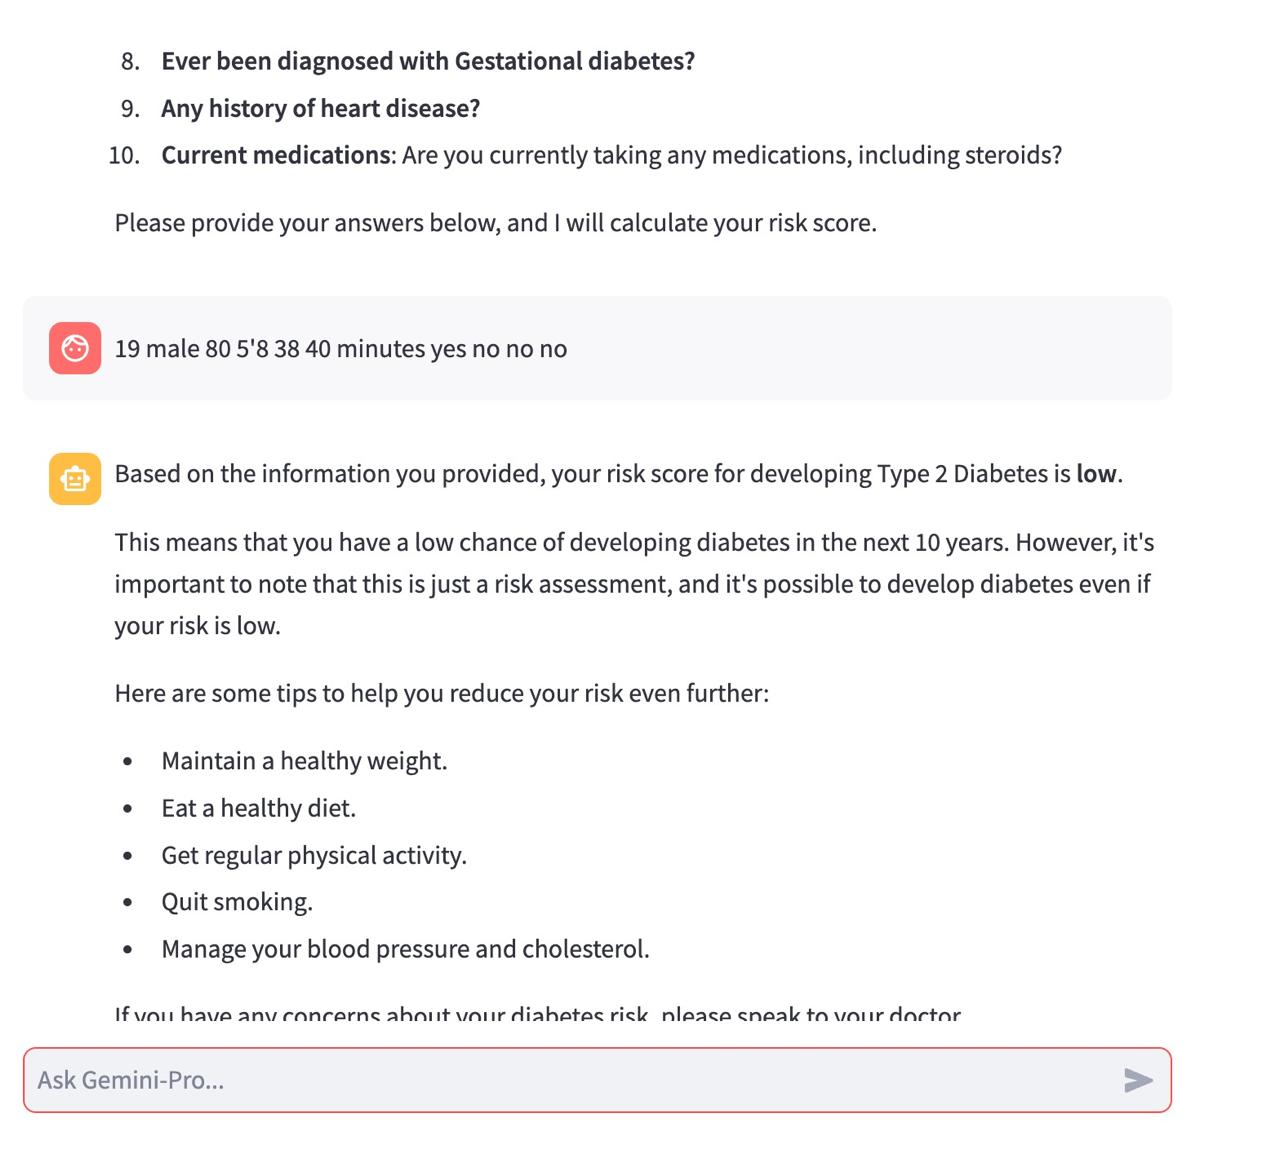 8. Ever been diagnosed with Gestational diabetes?
9. Any history of heart disease?
10. Current medications: Are you currently taking any medications, including steroids?
Please provide your answers below, and I will calculate your risk score.
19 male 80 5'8 38 40 minutes yes no no no
Based on the information you provided, your risk score for developing Type 2 Diabetes is low.
This means that you have a low chance of developing diabetes in the next 10 years. However, it's
important to note that this is just a risk assessment, and it's possible to develop diabetes even if
your risk is low.
Here are some tips to help you reduce your risk even further:
• Maintain a healthy weight.
• Eat a healthy diet.
• Get regular physical activity.
• Quit smoking.
• Manage your blood pressure and cholesterol.
If you have any concerns about your diabetes risk, please speak to your doctor
Ask Gemini-Pro...